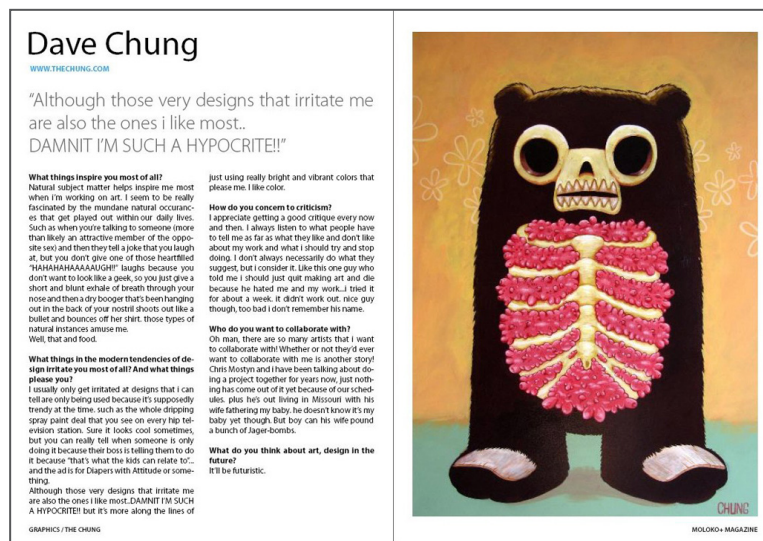 Dave Chung
WWW.THECHUNG.COM
“Although those very designs that irritate me
are also the ones i like most..
DAMNIT I’M SUCH A HYPOCRITE!!”
What things inspire you most of all?
Natural subject matter helps inspire me most
when I’m working on art. I seem to be really
fascinated by the mundane natural occuranc-
es that get played out within our daily lives.
Such as when you’re talking to someone (more
than likely an attractive member of the oppo-
site sex) and then they tell a joke that you laugh
at, but you don’t give one of those heartfilled
“HAHAHAHAAAAAUGH!!” laughs because you
don’t want to look like a geek, so you just give a
short and blunt exhale of breath through your
nose and then a dry booger that’s been hanging
out in the back of your nostril shoots out like a
bullet and bounces off her shirt. those types of
natural instances amuse me.
Well, that and food.
What things in the modern tendencies of de-
sign irritate you most of all? And what things
please you?
I usually only get irritated at designs that i can
tell are only being used because it’s supposedly
trendy at the time. such as the whole dripping
spray paint deal that you see on every hip tel-
evision station. Sure it looks cool sometimes,
but you can really tell when someone is only
doing it because their boss is telling them to do
it because “that’s what the kids can relate to”...
and the ad is for Diapers with Attitude or some-
thing.
Although those very designs that irritate me
are also the ones i like most..DAMNIT I’M SUCH
A HYPOCRITE!! but it’s more along the lines of
just using really bright and vibrant colors that
please me. I like color.
How do you concern to criticism?
I appreciate getting a good critique every now
and then. I always listen to what people have
to tell me as far as what they like and don’t like
about my work and what i should try and stop
doing. I don’t always necessarily do what they
suggest, but i consider it. Like this one guy who
told me i should just quit making art and die
because he hated me and my work...i tried it
for about a week. it didn’t work out. nice guy
though, too bad i don’t remember his name.
Who do you want to collaborate with?
Oh man, there are so many artists that i want
to collaborate with! Whether or not they’d ever
want to collaborate with me is another story!
Chris Mostyn and i have been talking about do-
ing a project together for years now, just noth-
ing has come out of it yet because of our sched-
ules. plus he’s out living in Missouri with his
wife fathering my baby. he doesn’t know it’s my
baby yet though. But boy can his wife pound
a bunch of Jager-bombs.
What do you think about art, design in the
future?
It’ll be futuristic.
CHUNG
GRAPHICS / THE CHUNG
MOLOKO+ MAGAZINE